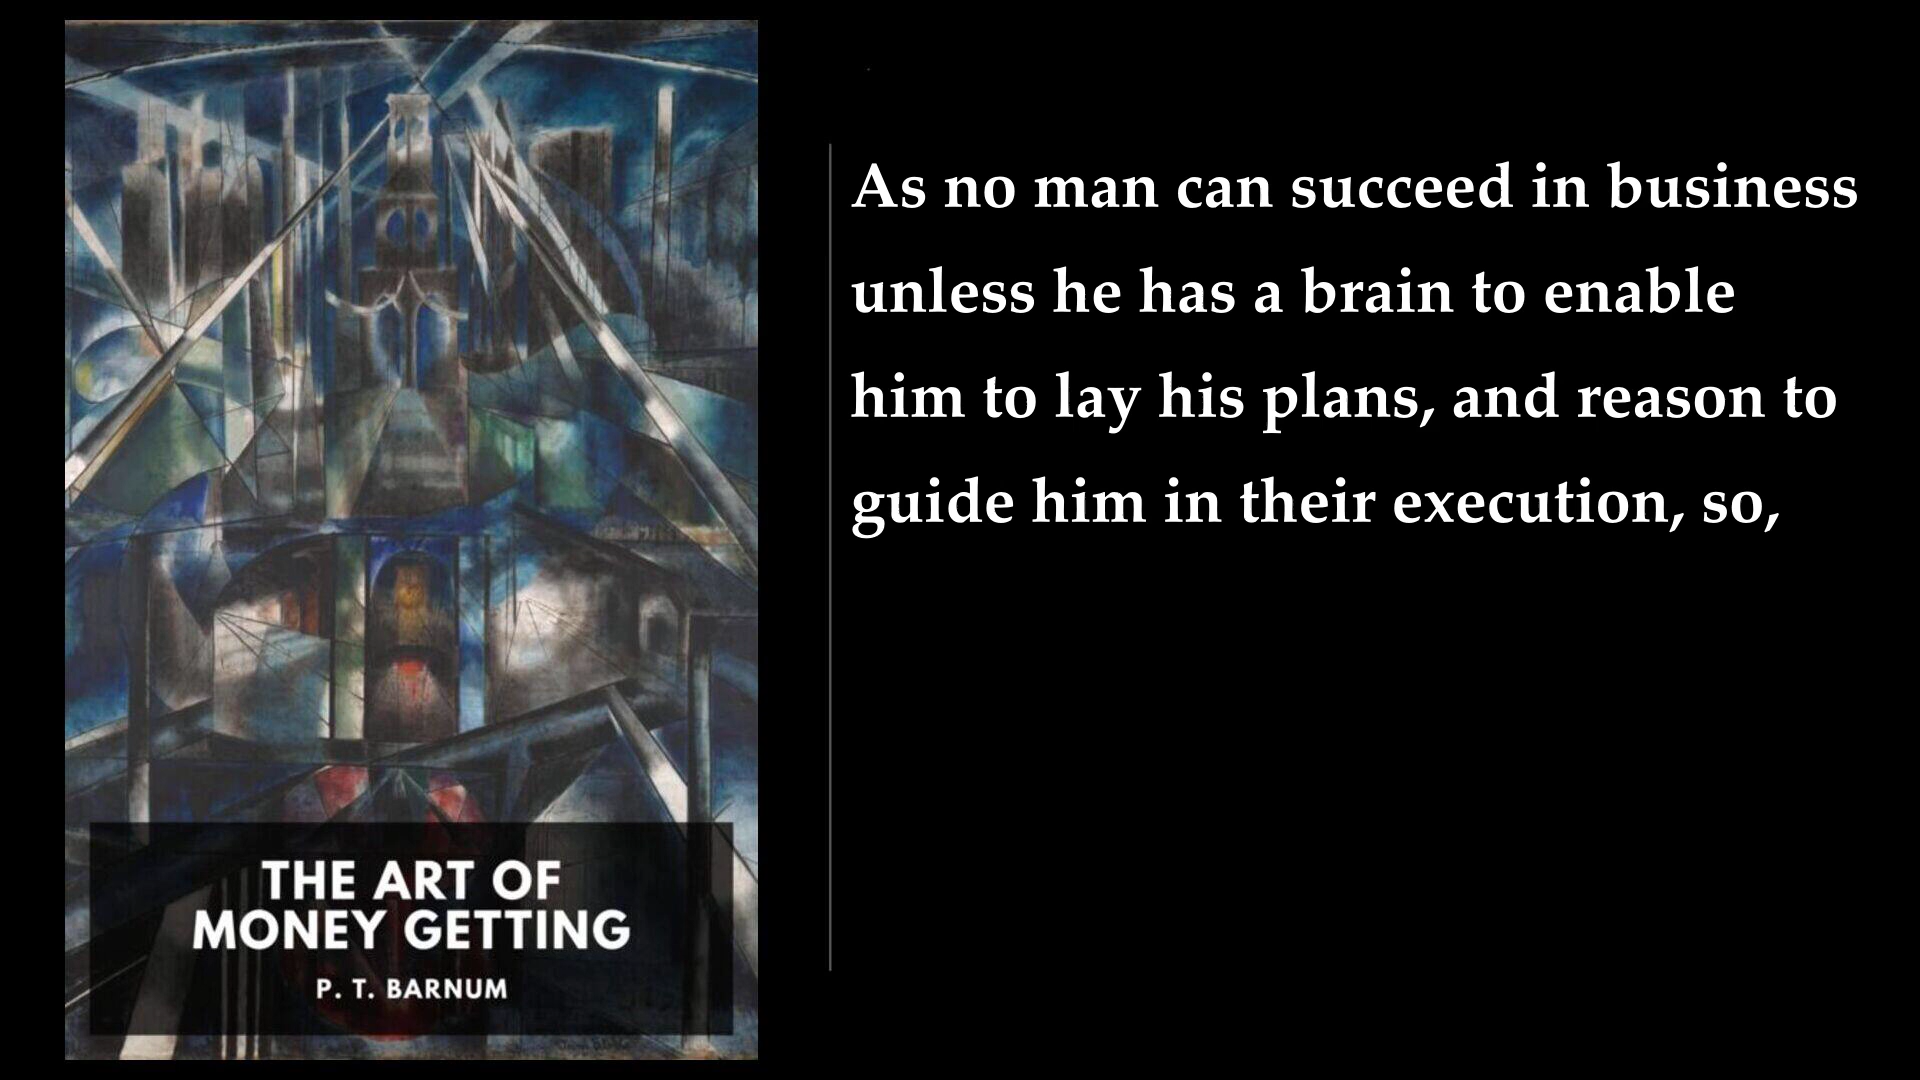 As no man can succeed in business
unless he has a brain to enable
him to lay his plans, and reason to
guide him in their execution, so,
THE ART OF
MONEY GETTING
P. T. BARNUM